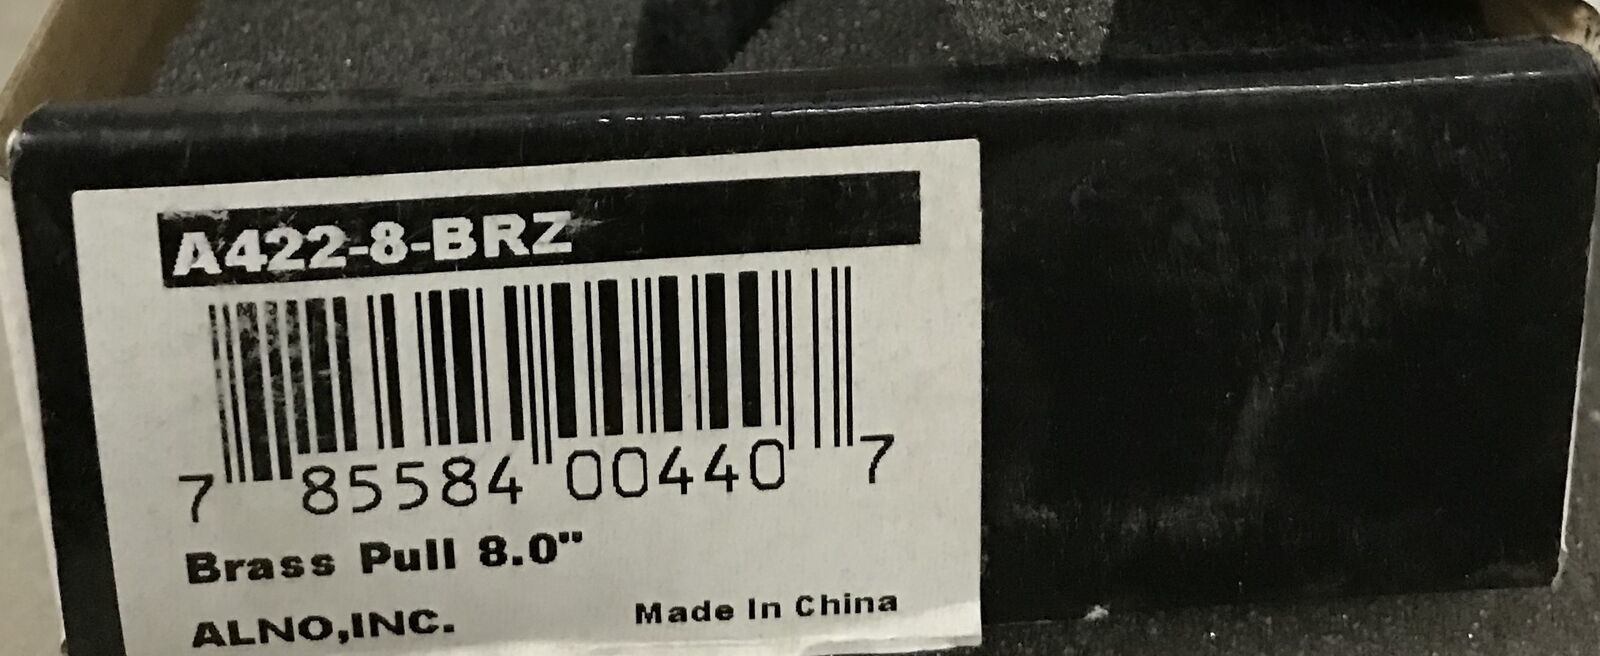 A422-8-BRZ
7 85584 00440 7
Brass Pull 8.0"
ALNO,INC. Made In China